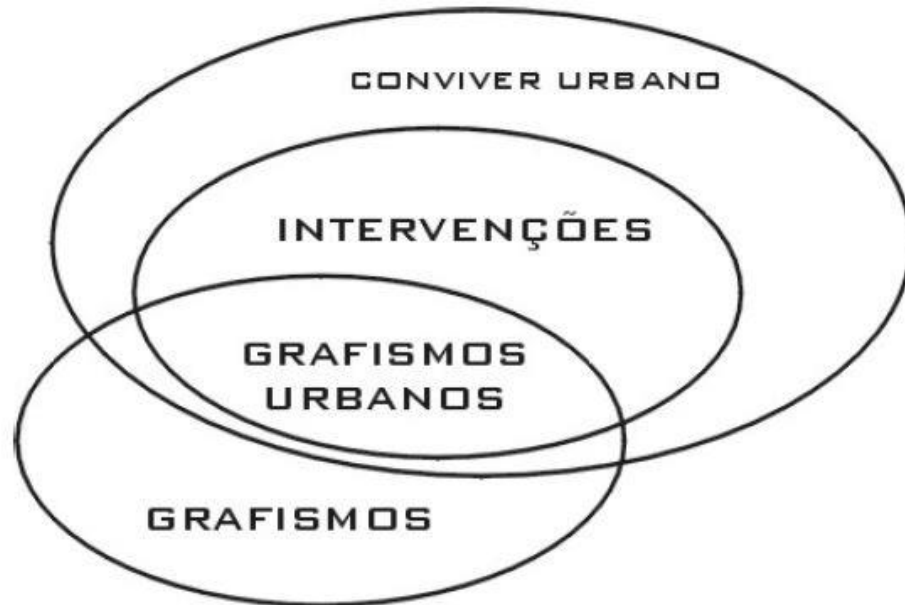 CONVIVER URBANO
INTERVENÇÕES
GRAFISMOS
URBANOS
GRAFISMOS